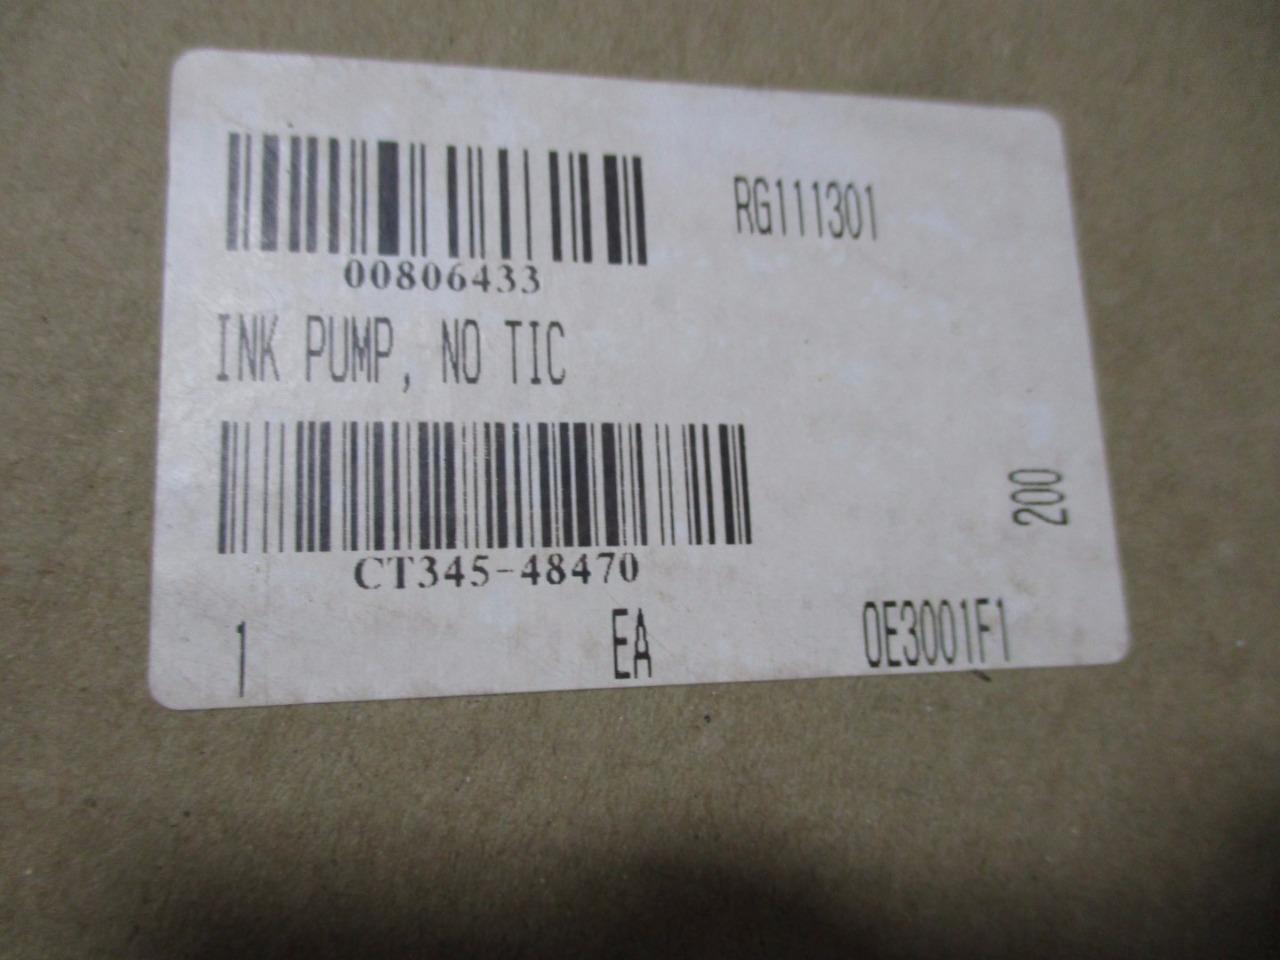 00806433
RG111301
INK PUMP, NO TIC
CT345-48470
200
1 EA 0E3001F1